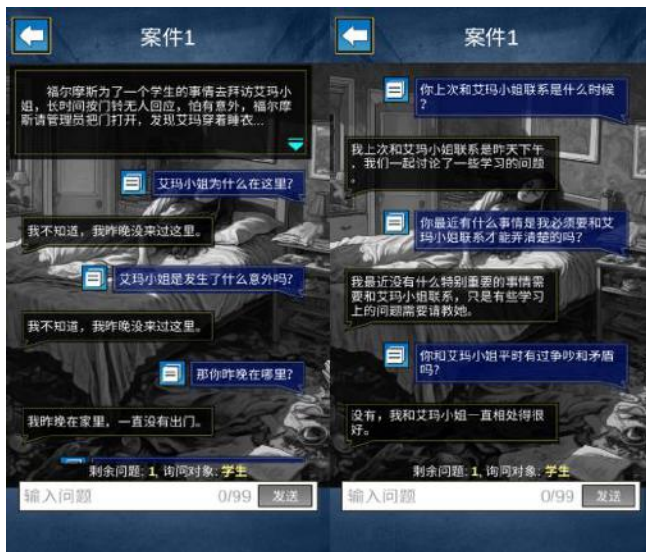 案件1
福尔摩斯为了一个学生的事情去拜访艾玛小
姐，长时间按门铃无人回应，怕有意外，福尔摩
斯请管理员把门打开，发现艾玛穿着睡衣...
艾玛小姐为什么在这里？
我不知道，我昨晚没来过这里。
艾玛小姐是发生了什么意外吗？
我不知道，我昨晚没来过这里。
那你昨晚在哪里？
我昨晚在家里，一直没有出门。
剩余问题: 1, 询问对象: 学生
输入问题
0/99
发送
案件1
你上次和艾玛小姐联系是什么时候
？
我上次和艾玛小姐联系是昨天下午
，我们一起讨论了一些学习的问题
。
你最近有什么事情是我必须要和艾
玛小姐联系才能弄清楚的吗？
我最近没有什么特别重要的事情需
要和艾玛小姐联系，只是有些学习
上的问题需要请教她。
你和艾玛小姐平时有过争吵和矛盾
吗？
没有，我和艾玛小姐一直相处得很
好。
剩余问题: 1, 询问对象: 学生
输入问题
0/99
发送